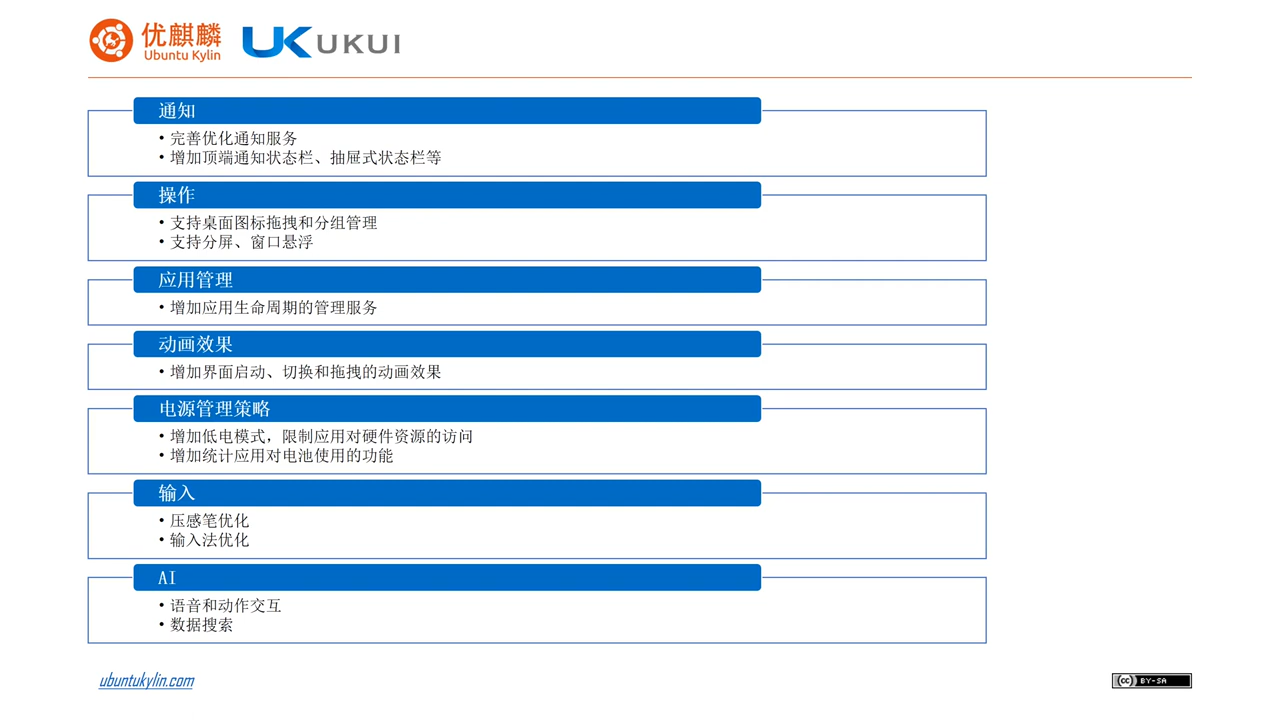 优麒麟
Ubuntu Kylin
UK UKUI
通知
• 完善优化通知服务
• 增加顶端通知状态栏、抽屉式状态栏等
操作
• 支持桌面图标拖拽和分组管理
• 支持分屏、窗口悬浮
应用管理
• 增加应用生命周期的管理服务
动画效果
• 增加界面启动、切换和拖拽的动画效果
电源管理策略
• 增加低电模式，限制应用对硬件资源的访问
• 增加统计应用对电池使用的功能
输入
• 压感笔优化
• 输入法优化
AI
• 语音和动作交互
• 数据搜索
ubuntukylin.com
cc BY-SA